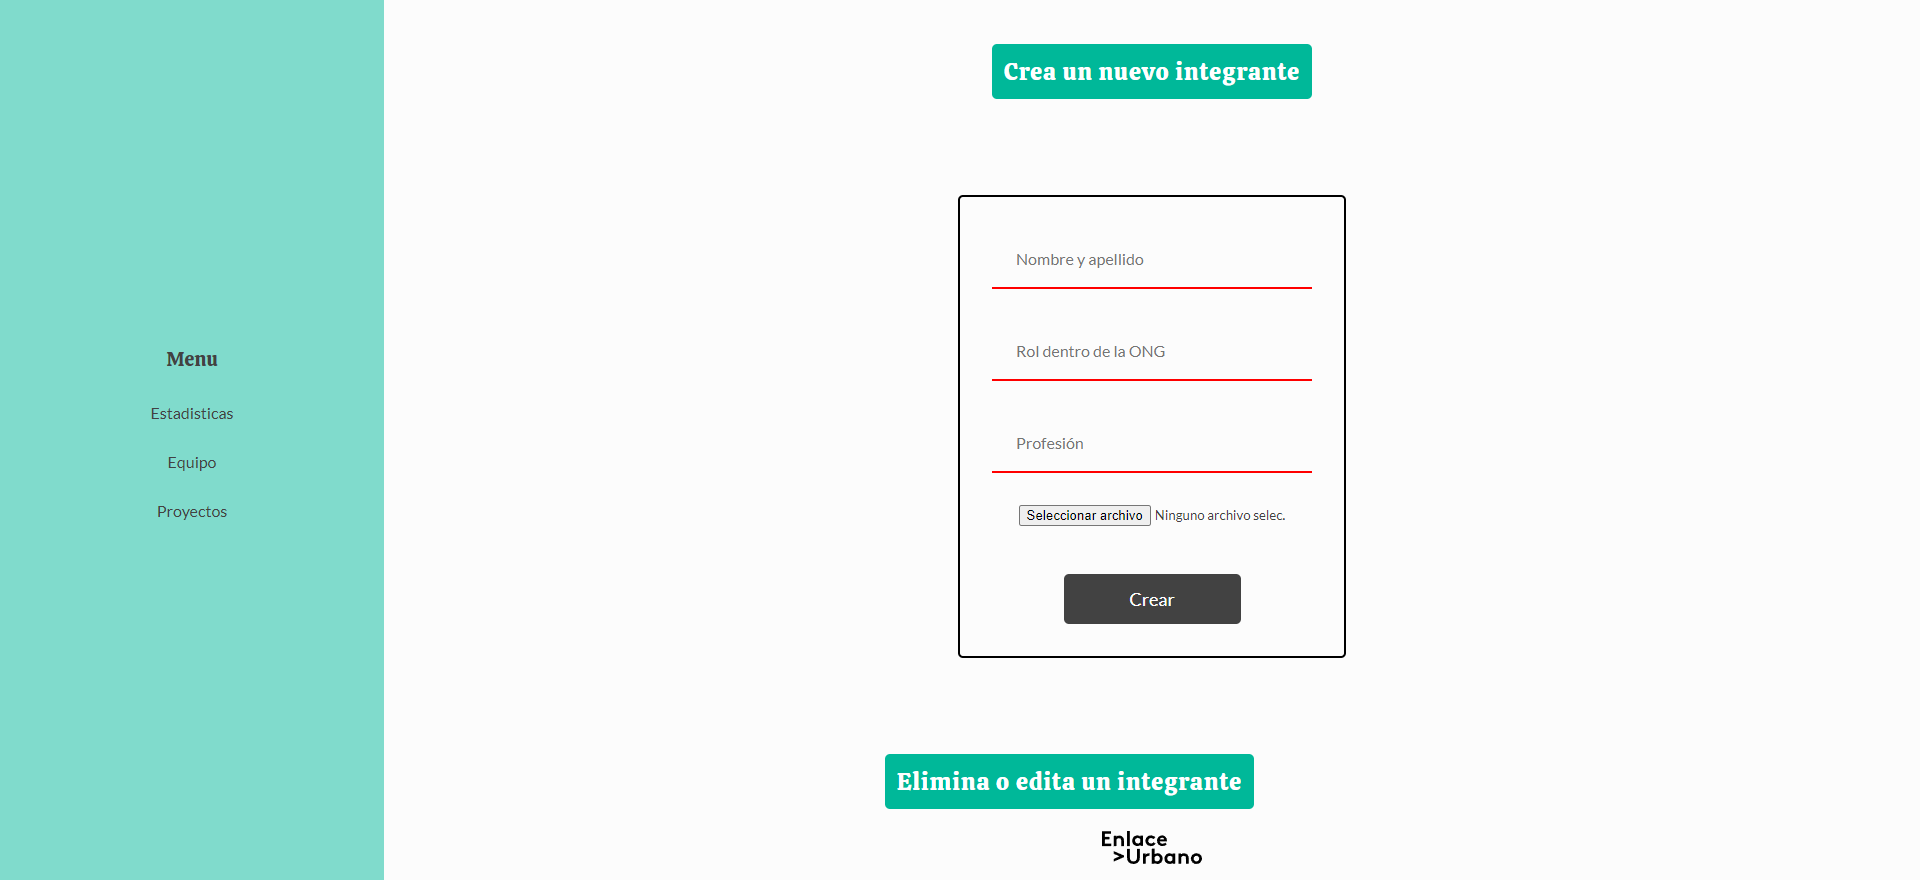 Menu
Estadisticas
Equipo
Proyectos
Crea un nuevo integrante
Nombre y apellido
Rol dentro de la ONG
Profesión
Seleccionar archivo Ninguno archivo selec.
Crear
Elimina o edita un integrante
Enlace
>Urbano